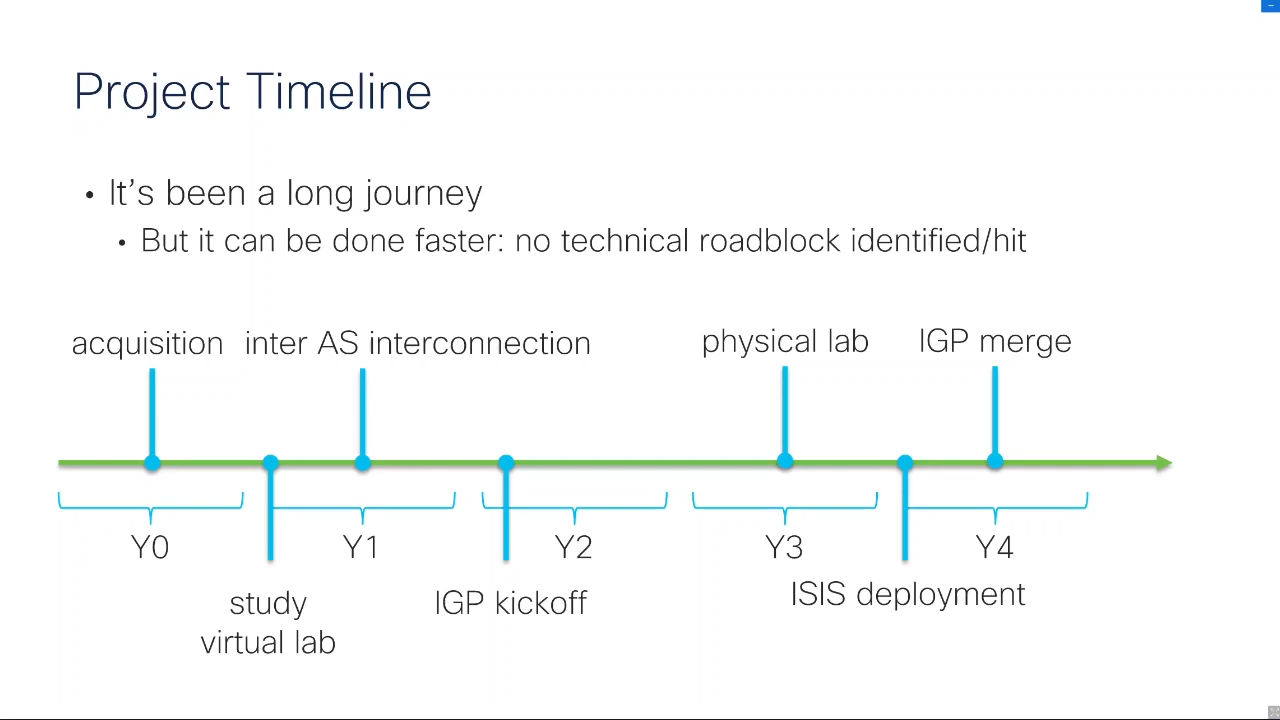 Project Timeline
• It’s been a long journey
• But it can be done faster: no technical roadblock identified/hit
acquisition
inter AS interconnection
physical lab
IGP merge
Y0
Y1
Y2
Y3
Y4
study
virtual lab
IGP kickoff
ISIS deployment